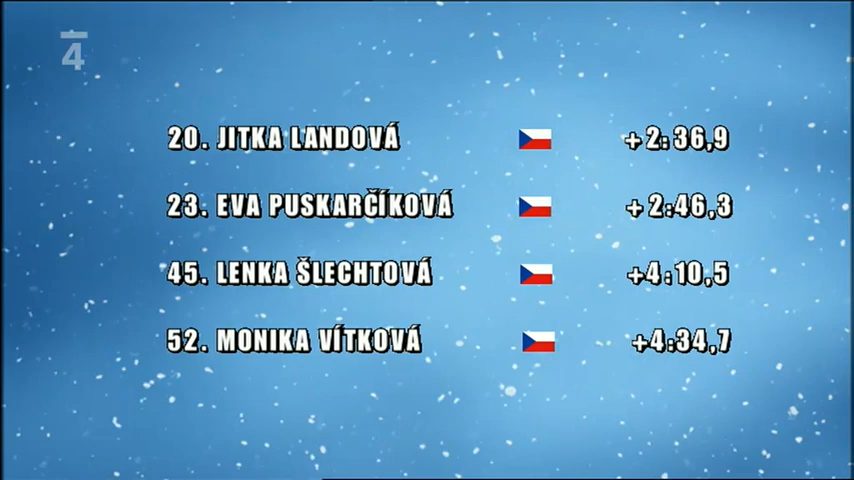 4
20. JITKA LANDOVÁ +2:36,9
23. EVA PUSKARČÍKOVÁ +2:46,3
45. LENKA ŠLECHTOVÁ +4:10,5
52. MONIKA VÍTKOVÁ +4:34,7